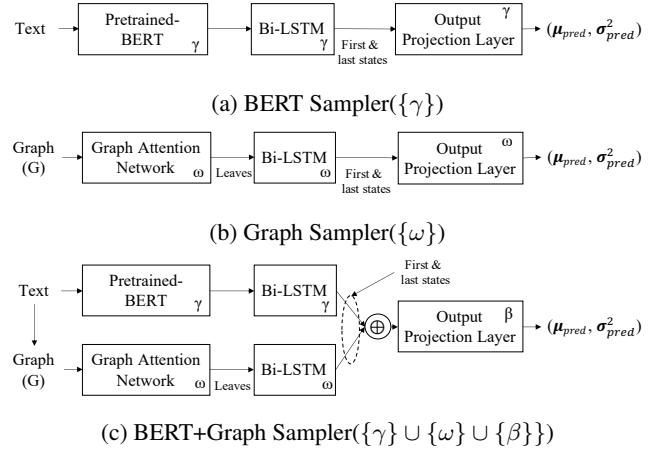 Text
Pretrained-
BERT
γ
Bi-LSTM
γ
First &
last states
Output
Projection Layer
γ
(μpred, σ²pred)
(a) BERT Sampler({γ})
Graph
(G)
Graph Attention
Network
ω
Leaves
Bi-LSTM
ω
First &
last states
Output
Projection Layer
ω
(μpred, σ²pred)
(b) Graph Sampler({ω})
First &
last states
Text
Pretrained-
BERT
γ
Bi-LSTM
γ
⊕
Output
Projection Layer
β
(μpred, σ²pred)
Graph
(G)
Graph Attention
Network
ω
Leaves
Bi-LSTM
ω
(c) BERT+Graph Sampler({γ} ∪ {ω} ∪ {β}})